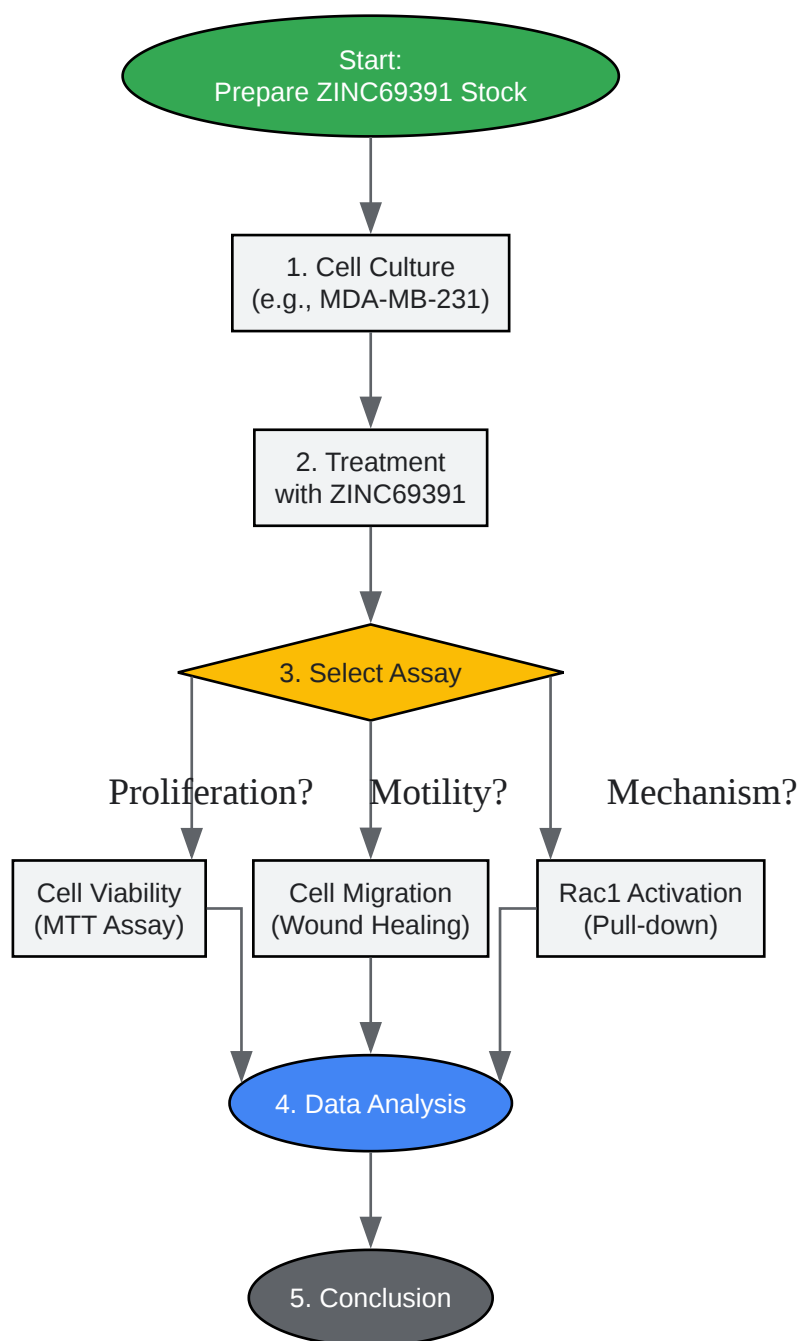 Start:
Prepare ZINC69391 Stock
1. Cell Culture
(e.g., MDA-MB-231)
2. Treatment
with ZINC69391
3. Select Assay
Proliferation?
Motility?
Mechanism?
Cell Viability
(MTT Assay)
Cell Migration
(Wound Healing)
Rac1 Activation
(Pull-down)
4. Data Analysis
5. Conclusion